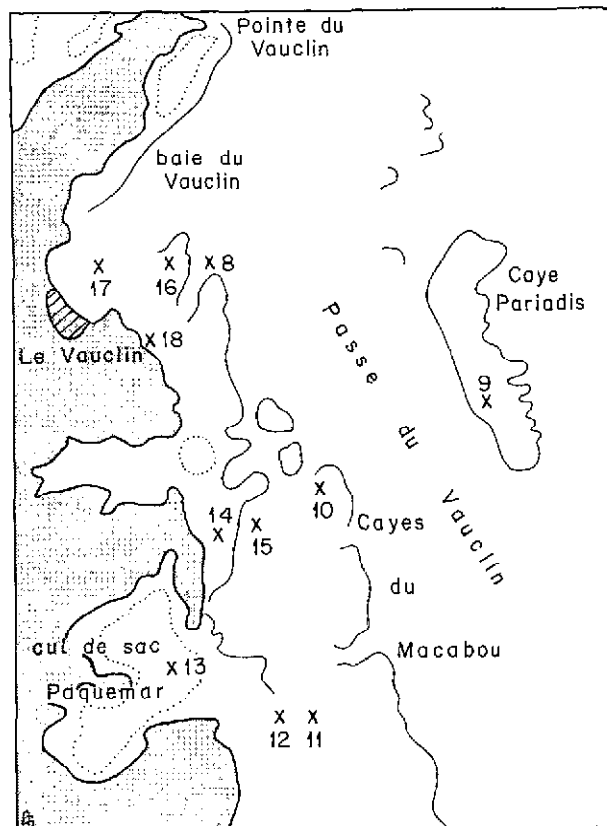 Pointe du
Vauclin
baie du
Vauclin
x
17
x
16
x 8
Caye
Pariadis
x 18
Le Vauclin
Passe du Vauclin
9
x
x
10
14
x
x
15
Cayes
du
Macabou
cul de sac
Paquemar
x 13
x
12
x
11